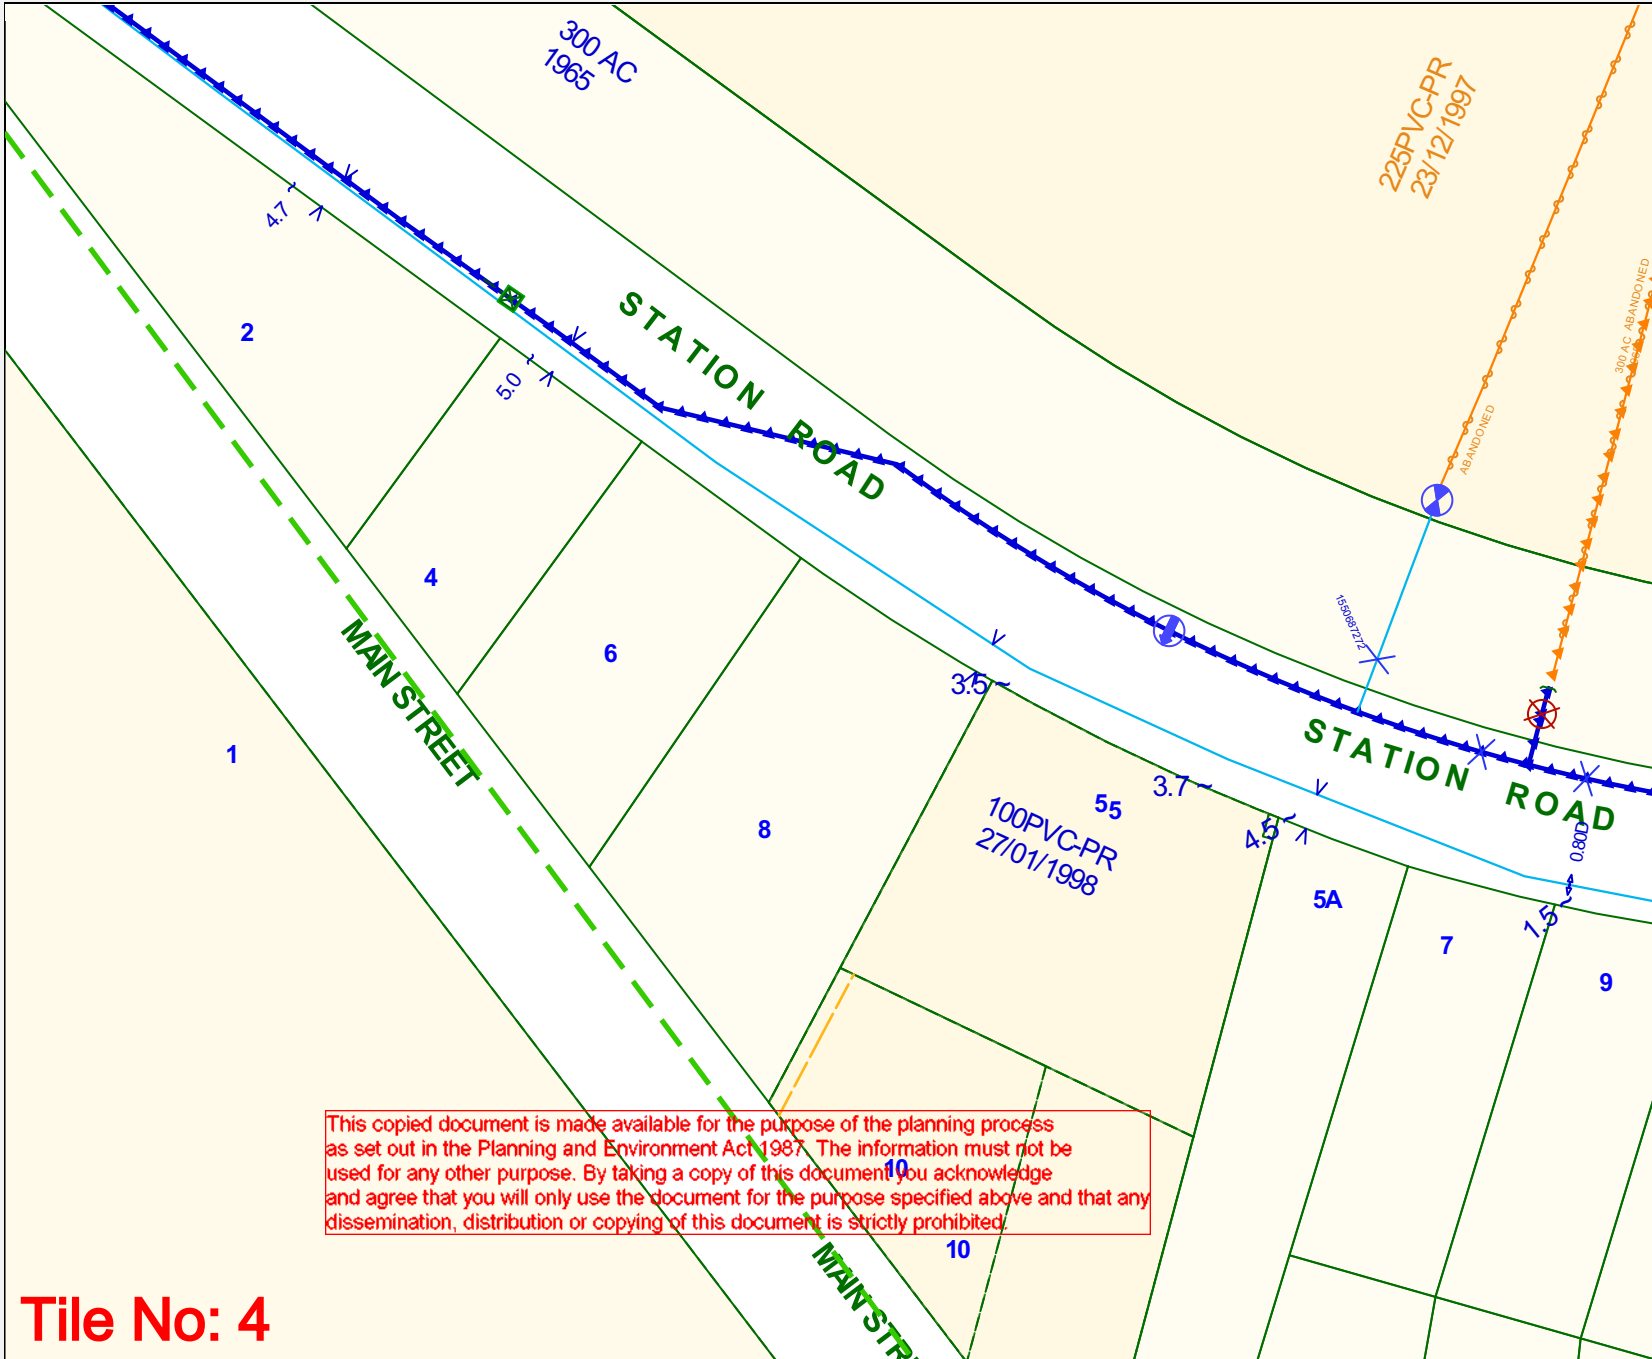 300 AC
1965
225PVC-PR
23/12/1997
4.7
STATION ROAD
300 AC ABANDONED
2
5.0
ABANDONED
4
1550687272
MAIN STREET
6
3.5
1
STATION ROAD
3.7
5
5
100PVC-PR
27/01/1998
8
4.5
0.80D
5A
1.5
7
9
This copied document is made available for the purpose of the planning process
as set out in the Planning and Environment Act 1987. The information must not be
used for any other purpose. By taking a copy of this document you acknowledge
and agree that you will only use the document for the purpose specified above and that any
dissemination, distribution or copying of this document is strictly prohibited.
10
10
MAIN STR
Tile No: 4